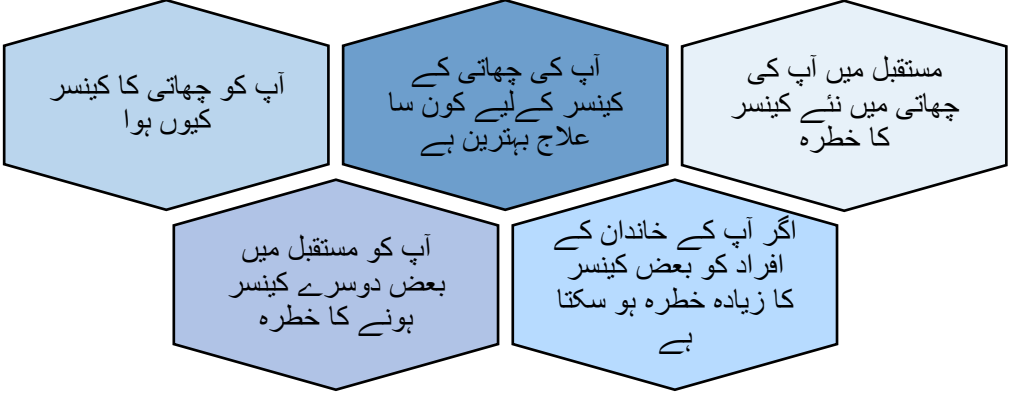 مستقبل میں آپ کی
چھاتی میں نئے کینسر
کا خطرہ
آپ کی چھاتی کے
کینسر کےلیے کون سا
علاج بہترین ہے
آپ کو چھاتی کا کینسر
کیوں ہوا
اگر آپ کے خاندان کے
افراد کو بعض کینسر
کا زیادہ خطرہ ہو سکتا
ہے
آپ کو مستقبل میں
بعض دوسرے کینسر
ہونے کا خطرہ